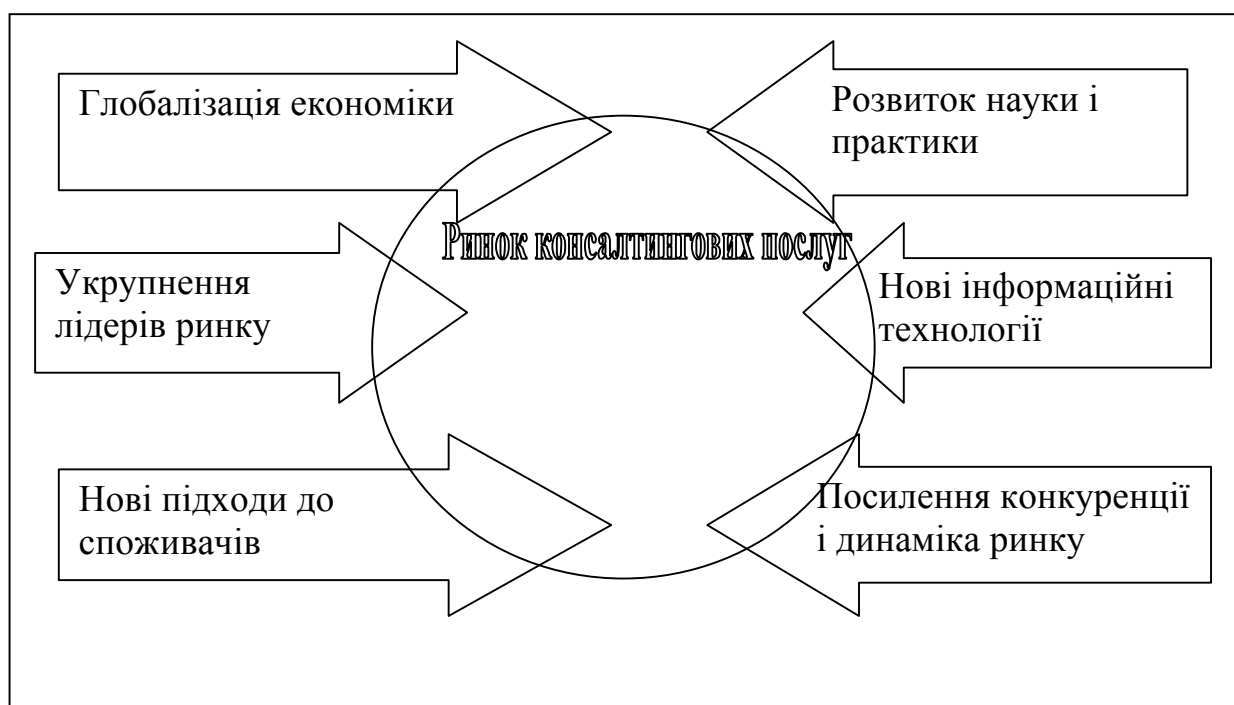 Глобалізація економіки
Розвиток науки і
практики
Ринок консалтингових послуг
Укрупнення
лідерів ринку
Нові інформаційні
технології
Нові підходи до
споживачів
Посилення конкуренції
і динаміка ринку